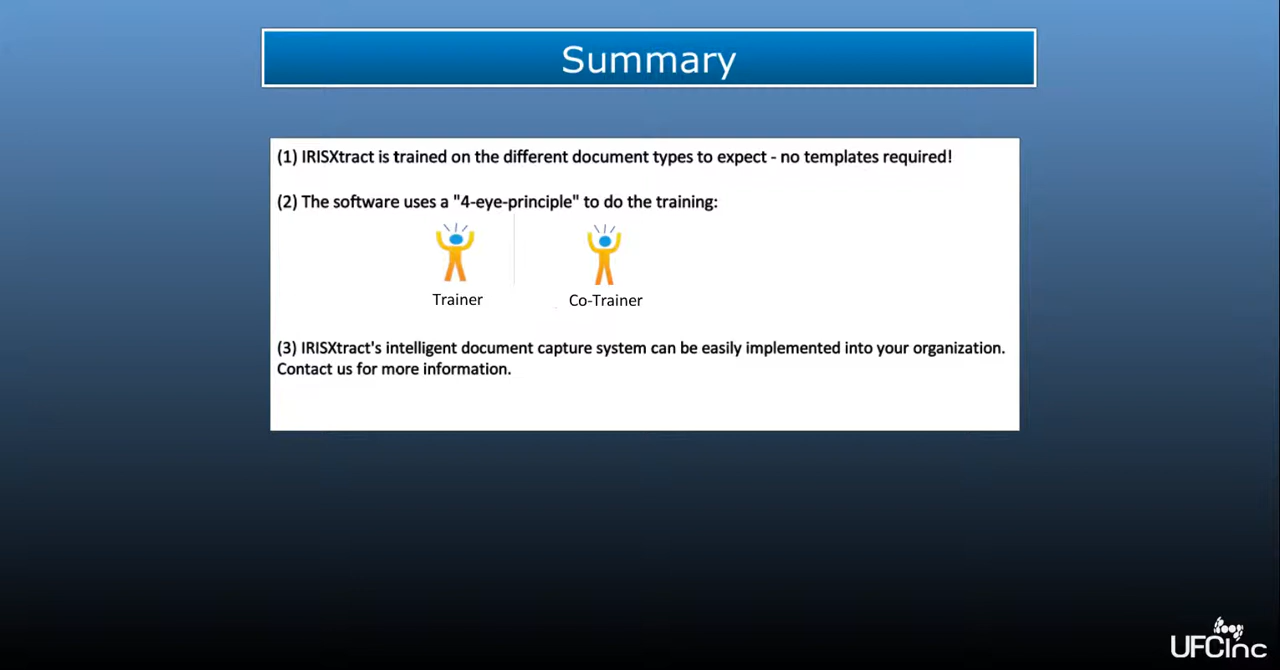 Summary
(1) IRISXtract is trained on the different document types to expect - no templates required!
(2) The software uses a "4-eye-principle" to do the training:
Trainer Co-Trainer
(3) IRISXtract's intelligent document capture system can be easily implemented into your organization.
Contact us for more information.
UFCinc